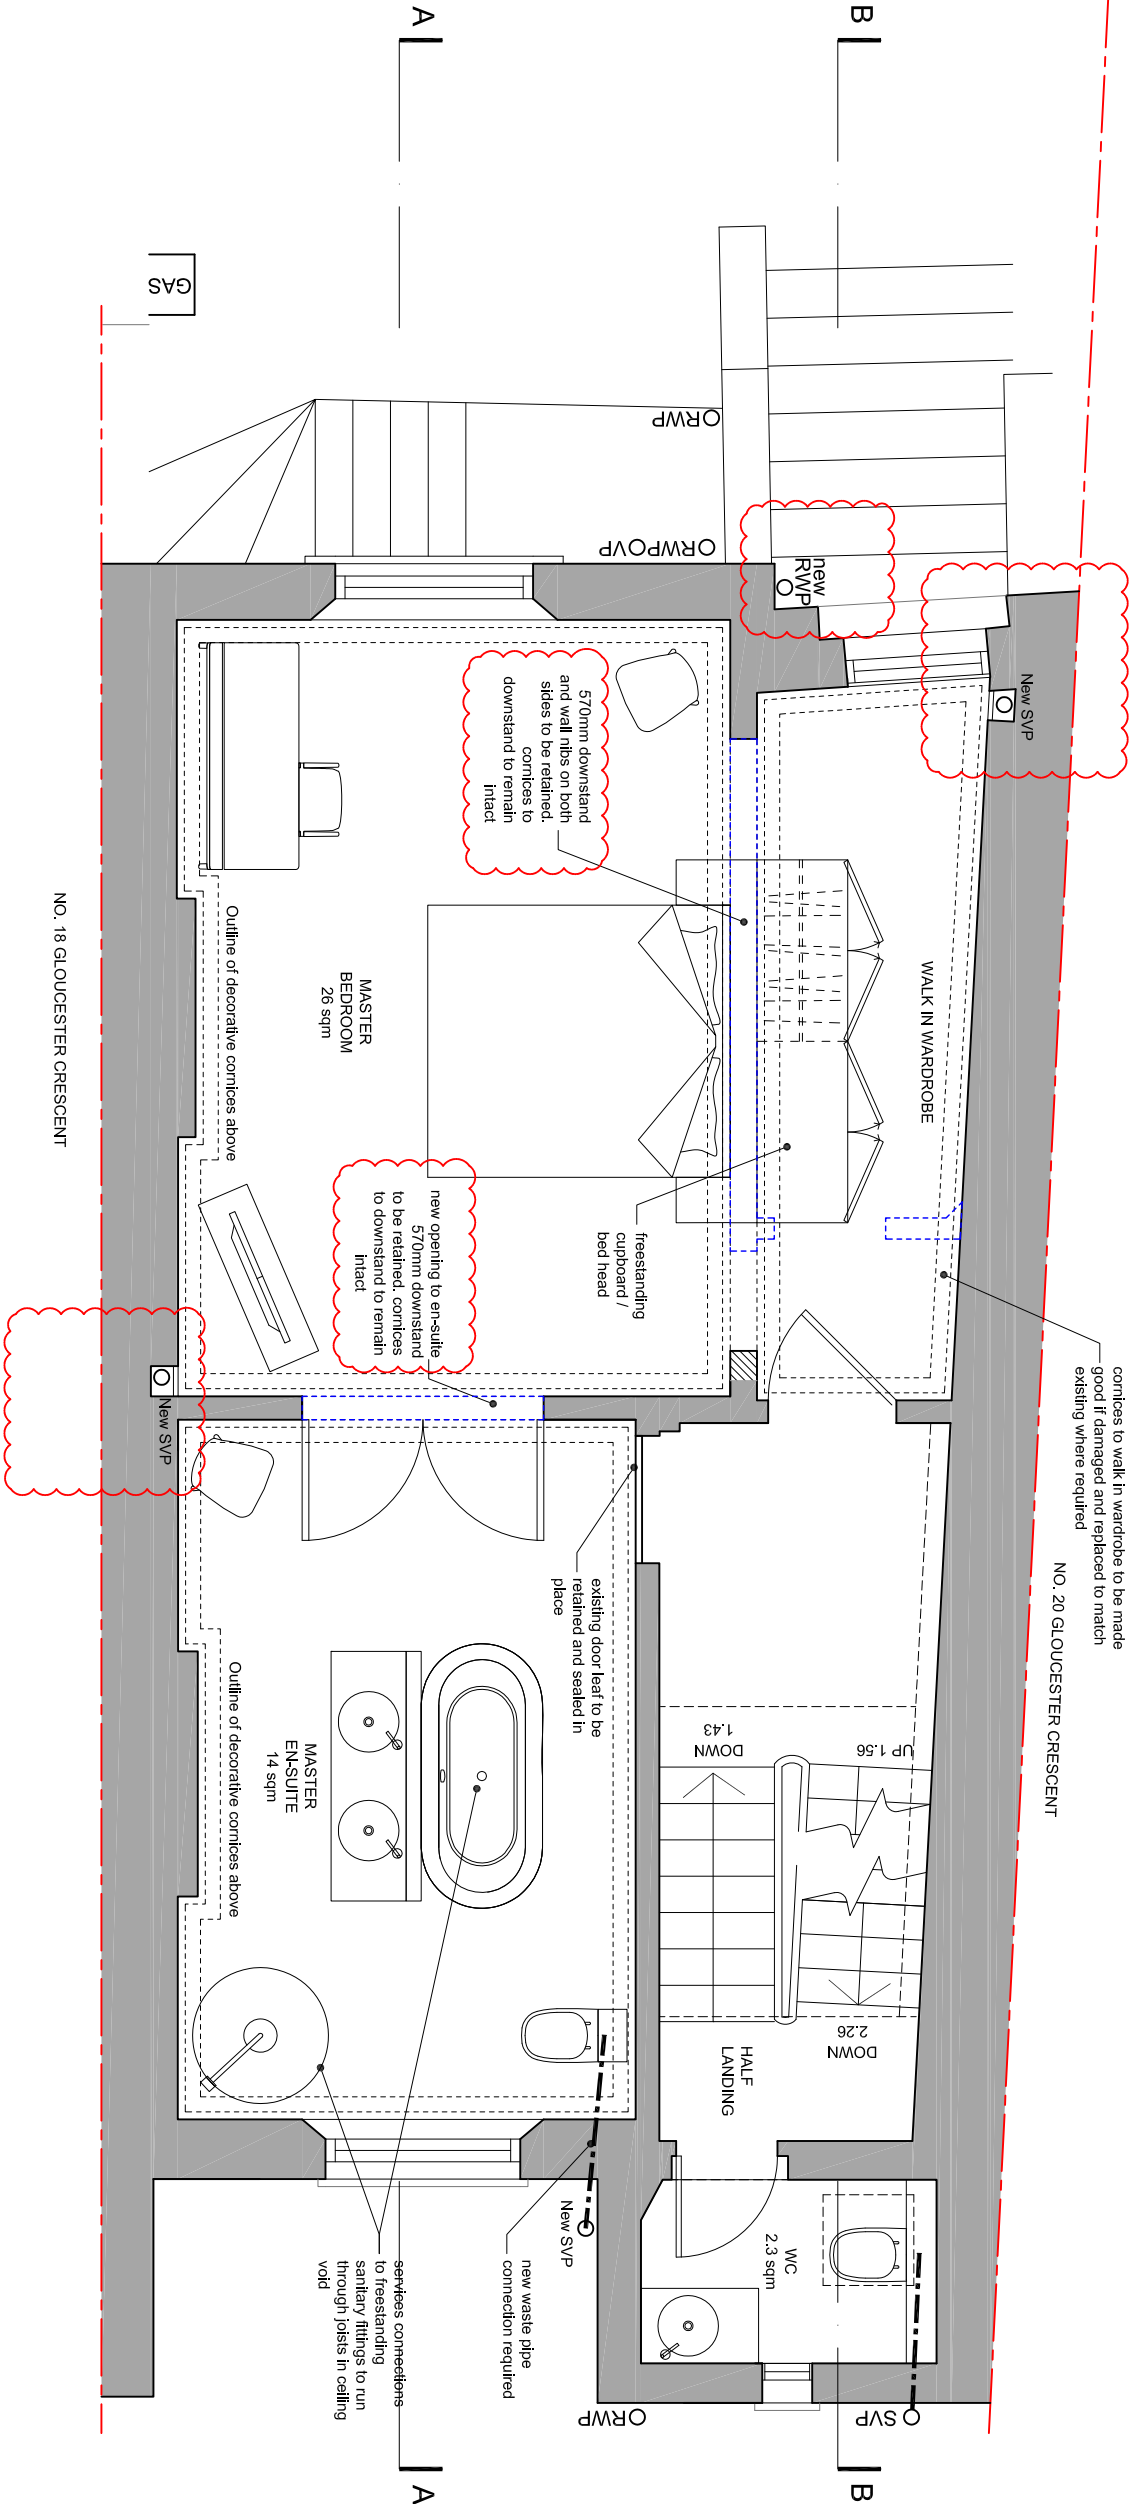 A
B
GAS
RWP
RWP
VP
new
RWP
New SVP
570mm downstand
and wall nibs on both
sides to be retained.
cornices to
downstand to remain
intact
WALK IN WARDROBE
cornices to walk in wardrobe to be made
good if damaged and replaced to match
existing where required
NO. 18 GLOUCESTER CRESCENT
Outline of decorative cornices above
MASTER
BEDROOM
26 sqm
freestanding
cupboard /
bed head
new opening to en-suite
570mm downstand
to be retained. cornices
to downstand to remain
intact
New SVP
NO. 20 GLOUCESTER CRESCENT
existing door leaf to be
retained and sealed in
place
Outline of decorative cornices above
MASTER
EN-SUITE
14 sqm
DOWN
1.43
UP 1.56
DOWN
2.26
HALF
LANDING
WC
2.3 sqm
New SVP
new waste pipe
connection required
services connections
to freestanding
sanitary fittings to run
through joists in ceiling
void
RWP
SVP
A
B